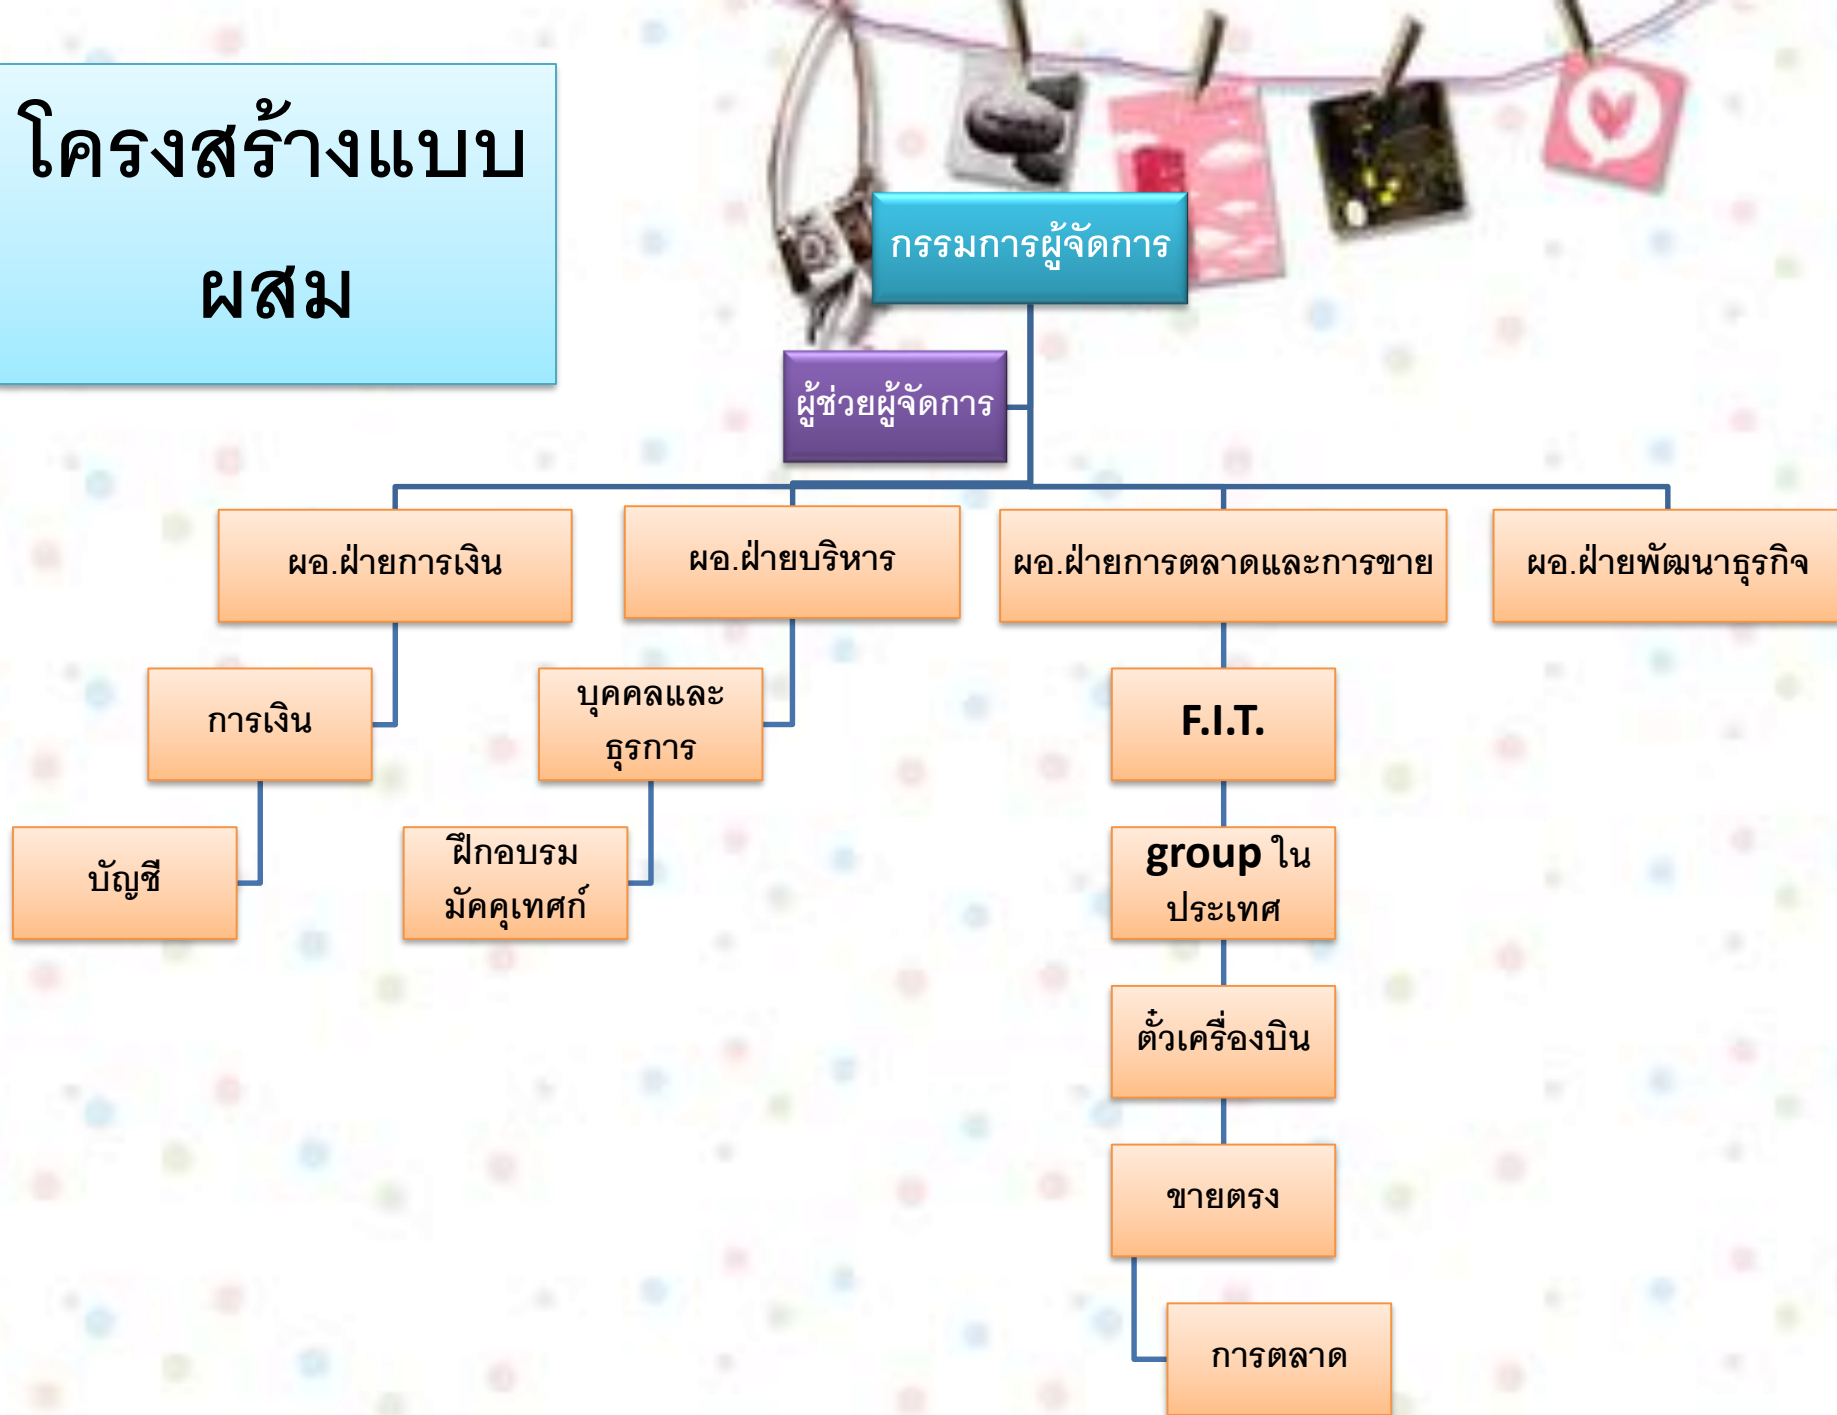 โครงสร้างแบบ
ผสม
กรรมการผู้จัดการ
ผู้ช่วยผู้จัดการ
ผอ.ฝ่ายการเงิน
ผอ.ฝ่ายบริหาร
ผอ.ฝ่ายการตลาดและการขาย
ผอ.ฝ่ายพัฒนาธุรกิจ
การเงิน
บุคคลและ
ธุรการ
F.I.T.
บัญชี
ฝึกอบรม
มัคคุเทศก์
group ใน
ประเทศ
ตั๋วเครื่องบิน
ขายตรง
การตลาด